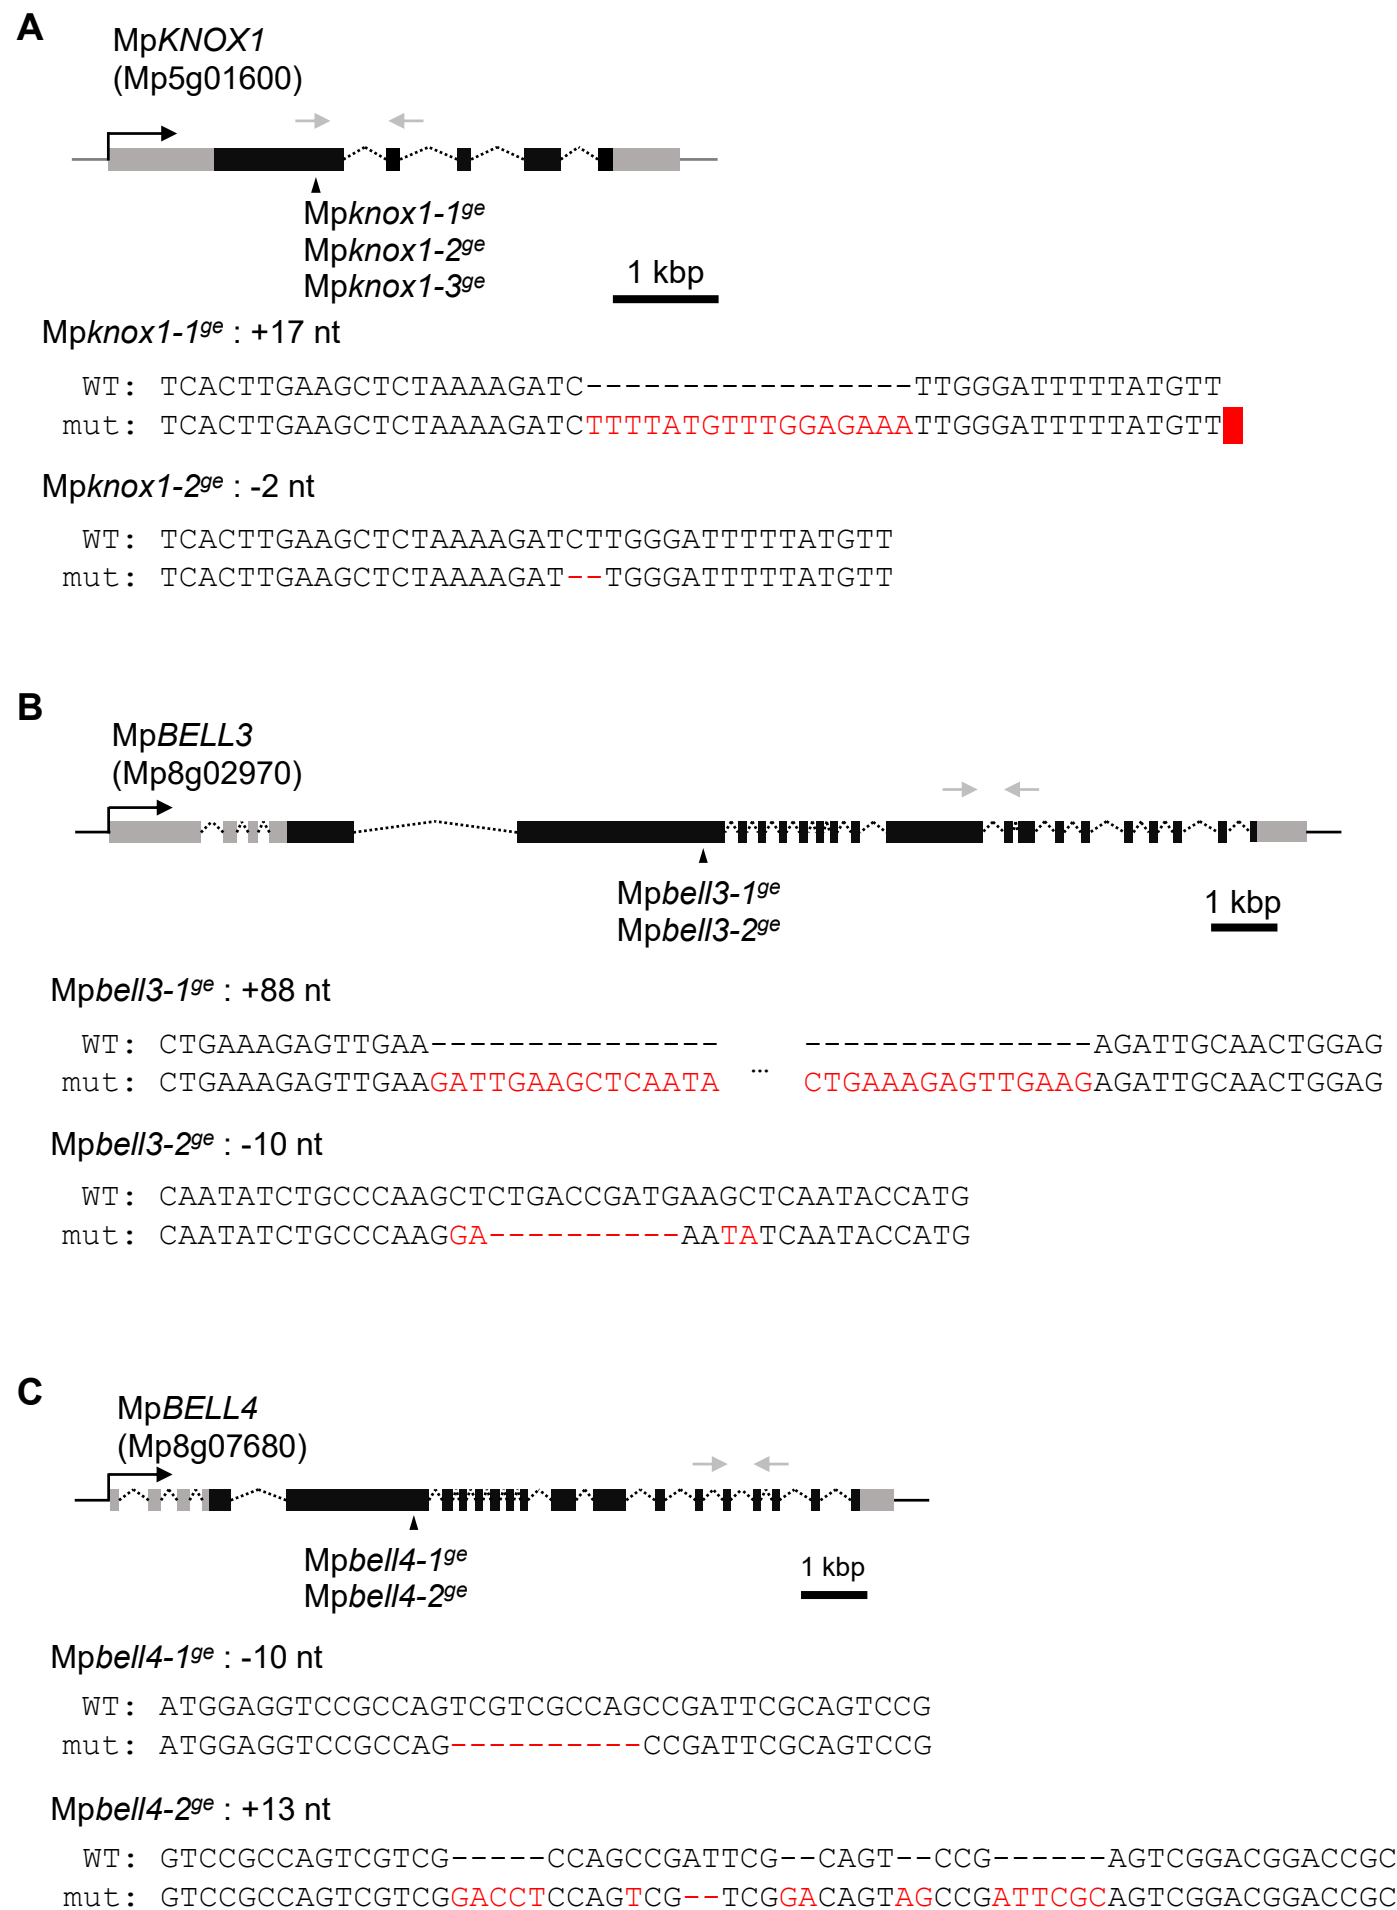 A
MpKNOX1
(Mp5g01600)
Mpknox1-1ge
Mpknox1-2ge
Mpknox1-3ge
1 kbp
Mpknox1-1ge : +17 nt
WT: TCACTTGAAGCTCTAAAAGATC-----------------TTGGGATTTTTATGTT
mut: TCACTTGAAGCTCTAAAAGATCTTTTATGTTTGGAGAAATTGGGATTTTTATGTT
Mpknox1-2ge : -2 nt
WT: TCACTTGAAGCTCTAAAAGATCTTGGGATTTTTATGTT
mut: TCACTTGAAGCTCTAAAAGAT--TGGGATTTTTATGTT
B
MpBELL3
(Mp8g02970)
Mpbell3-1ge
Mpbell3-2ge
1 kbp
Mpbell3-1ge : +88 nt
WT: CTGAAAGAGTTGAA--------------- ... ---------------AGATTGCAACTGGAG
mut: CTGAAAGAGTTGAAGATTGAAGCTCAATA ... CTGAAAGAGTTGAAGAGATTGCAACTGGAG
Mpbell3-2ge : -10 nt
WT: CAATATCTGCCCAAGCTCTGACCGATGAAGCTCAATACCATG
mut: CAATATCTGCCCAAGGA----------AATATCAATACCATG
C
MpBELL4
(Mp8g07680)
Mpbell4-1ge
Mpbell4-2ge
1 kbp
Mpbell4-1ge : -10 nt
WT: ATGGAGGTCCGCCAGTCGTCGCCAGCCGATTCGCAGTCCG
mut: ATGGAGGTCCGCCAG----------CCGATTCGCAGTCCG
Mpbell4-2ge : +13 nt
WT: GTCCGCCAGTCGTCG-----CCAGCCGATTCG--CAGT--CCG------AGTCGGACGGACCGC
mut: GTCCGCCAGTCGTCGGACCTCCAGTCG--TCGGACAGTAGCCGATTCGCAGTCGGACGGACCGC